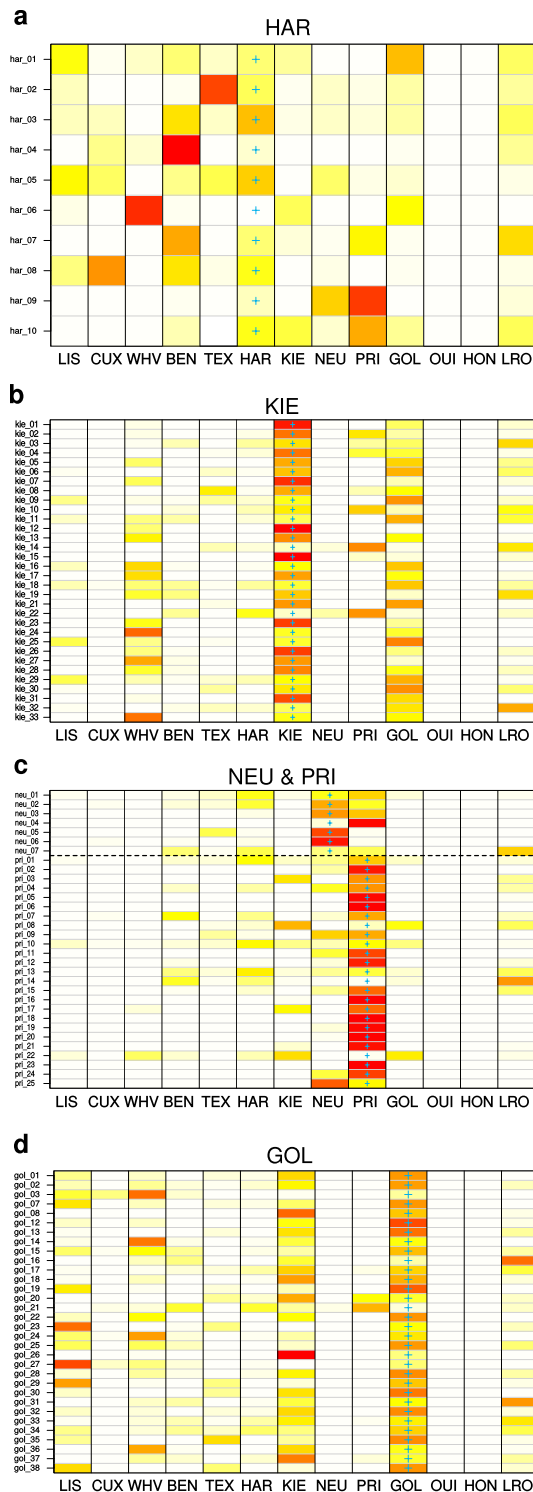 a
HAR
har_01
har_02
har_03
har_04
har_05
har_06
har_07
har_08
har_09
har_10
LIS CUX WHV BEN TEX HAR KIE NEU PRI GOL OUI HON LRO
b
KIE
kie_01
kie_02
kie_03
kie_04
kie_05
kie_06
kie_07
kie_08
kie_09
kie_10
kie_11
kie_12
kie_13
kie_14
kie_15
kie_16
kie_17
kie_18
kie_19
kie_21
kie_22
kie_23
kie_24
kie_25
kie_26
kie_27
kie_28
kie_29
kie_30
kie_31
kie_32
kie_33
LIS CUX WHV BEN TEX HAR KIE NEU PRI GOL OUI HON LRO
c
NEU & PRI
neu_01
neu_02
neu_03
neu_04
neu_05
neu_06
neu_07
pri_01
pri_02
pri_03
pri_04
pri_05
pri_06
pri_07
pri_08
pri_09
pri_10
pri_11
pri_12
pri_13
pri_14
pri_15
pri_16
pri_17
pri_18
pri_19
pri_20
pri_21
pri_22
pri_23
pri_24
pri_25
LIS CUX WHV BEN TEX HAR KIE NEU PRI GOL OUI HON LRO
d
GOL
gol_01
gol_02
gol_03
gol_07
gol_08
gol_12
gol_13
gol_14
gol_15
gol_16
gol_17
gol_18
gol_19
gol_20
gol_21
gol_22
gol_23
gol_24
gol_25
gol_26
gol_27
gol_28
gol_29
gol_30
gol_31
gol_32
gol_33
gol_34
gol_35
gol_36
gol_37
gol_38
LIS CUX WHV BEN TEX HAR KIE NEU PRI GOL OUI HON LRO